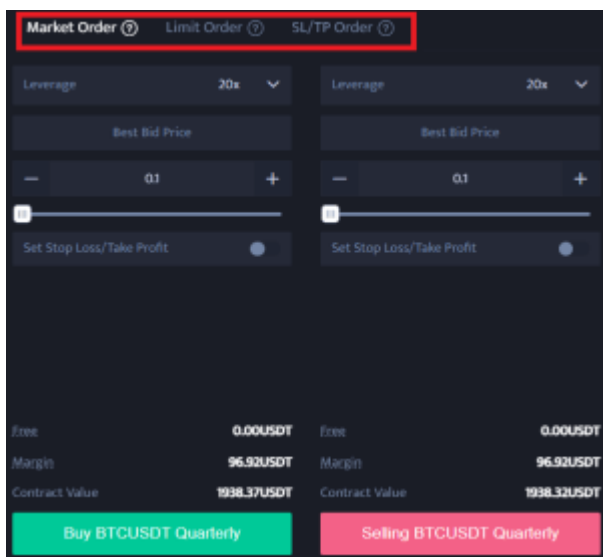 Market Order ? Limit Order ? SL/TP Order ?
Leverage 20x Leverage 20x
Best Bid Price Best Bid Price
— 0.1 + — 0.1 +
Set Stop Loss/Take Profit Set Stop Loss/Take Profit
Free 0.00USDT Free 0.00USDT
Margin 96.92USDT Margin 96.92USDT
Contract Value 1938.37USDT Contract Value 1938.32USDT
Buy BTCUSDT Quarterly Selling BTCUSDT Quarterly